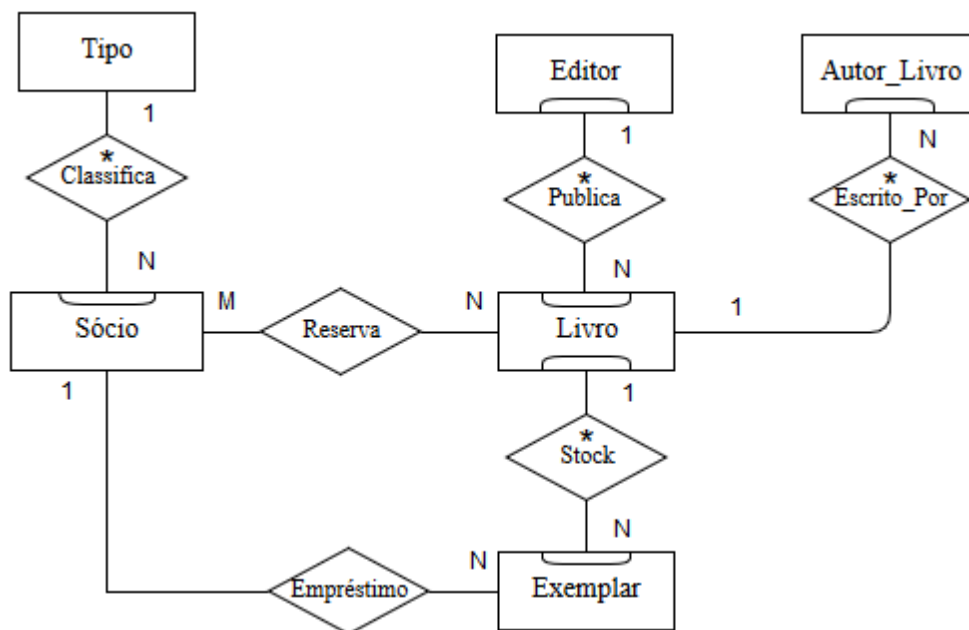 Tipo
Editor
Autor_Livro
1
1
N
*
Classifica
*
Publica
*
Escrito_Por
N
N
M
N
1
Sócio
Reserva
Livro
1
1
*
Stock
N
N
Empréstimo
Exemplar